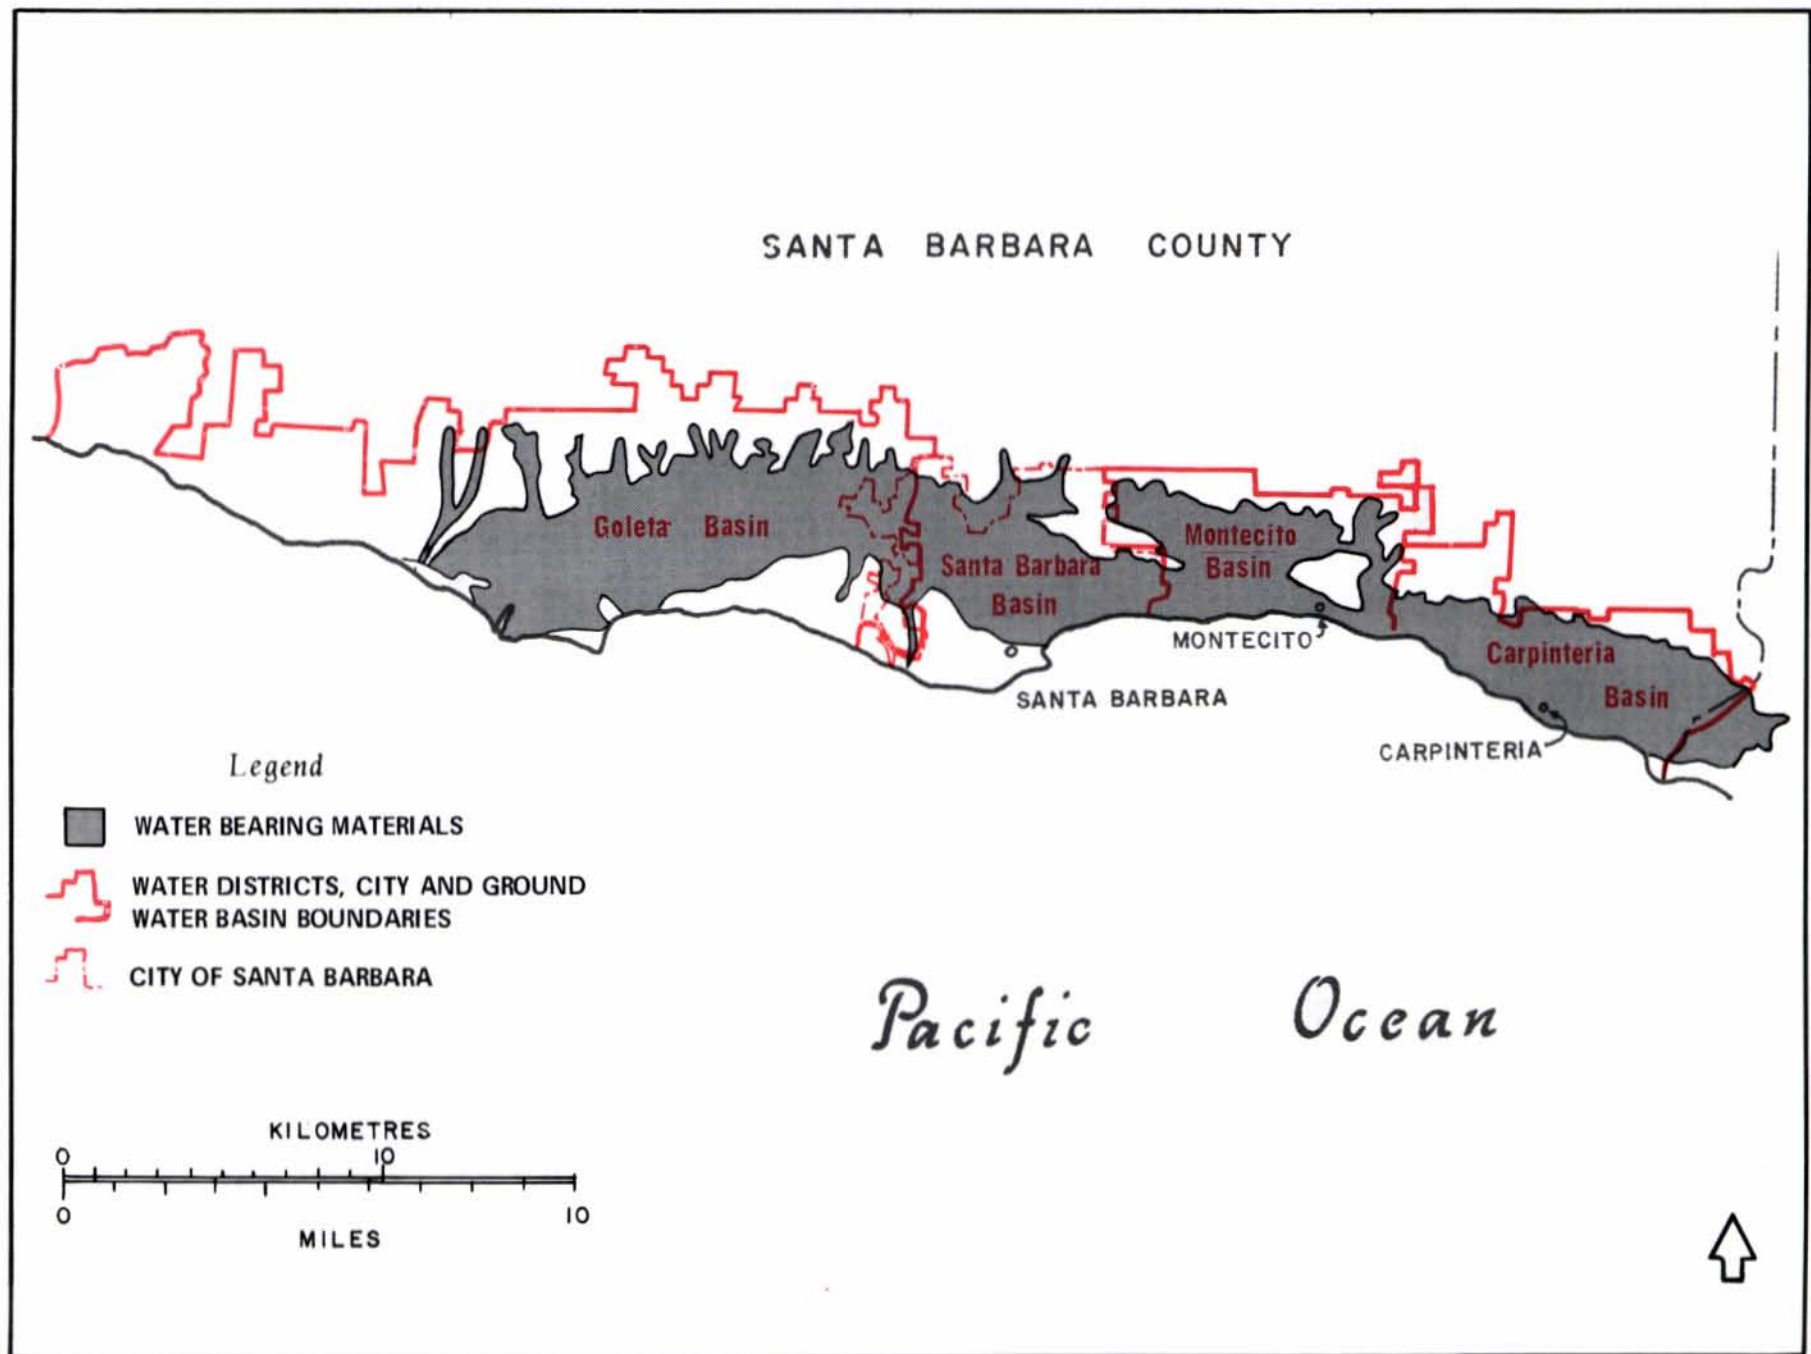 SANTA BARBARA COUNTY
Goleta Basin
Santa Barbara
Basin
Montecito
Basin
MONTECITO
Carpinteria
Basin
SANTA BARBARA
CARPINTERIA
Legend
WATER BEARING MATERIALS
WATER DISTRICTS, CITY AND GROUND
WATER BASIN BOUNDARIES
CITY OF SANTA BARBARA
Pacific Ocean
KILOMETRES
0 10
0 10
MILES